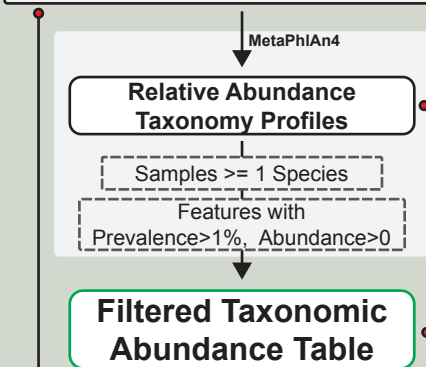 MetaPhlAn4
Relative Abundance
Taxonomy Profiles
Samples >= 1 Species
Features with
Prevalence>1%, Abundance>0
Filtered Taxonomic
Abundance Table